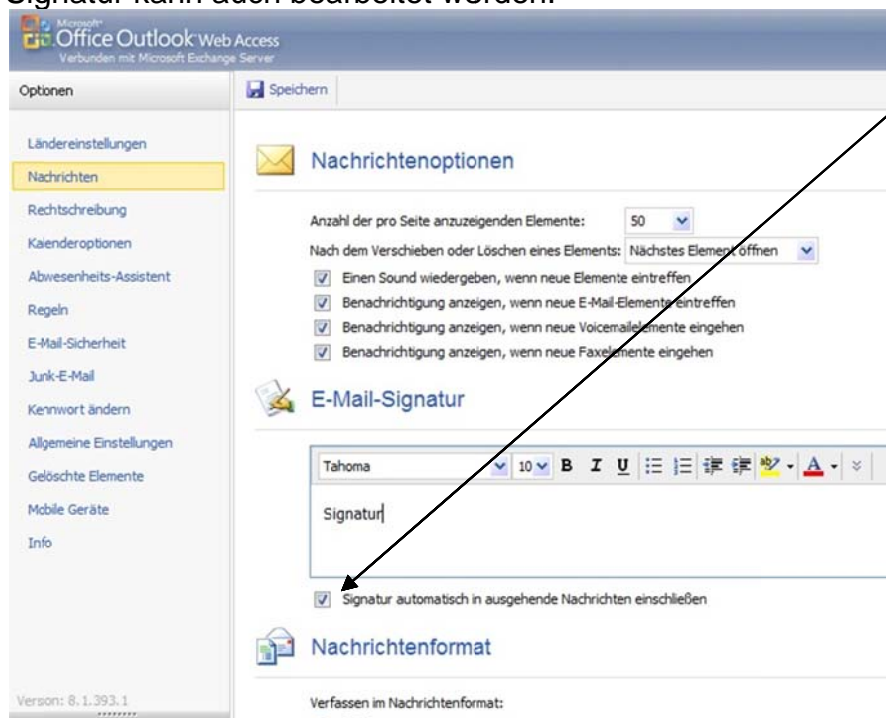 Signatur kann auch bearbeitet werden.
Microsoft®
Office Outlook Web Access
Verbunden mit Microsoft Exchange Server
Optionen
Speichern
Ländereinstellungen
Nachrichten
Rechtschreibung
Kalenderoptionen
Abwesenheits-Assistent
Regeln
E-Mail-Sicherheit
Junk-E-Mail
Kennwort ändern
Allgemeine Einstellungen
Gelöschte Elemente
Mobile Geräte
Info
Version: 8.1.393.1
Nachrichtenoptionen
Anzahl der pro Seite anzuzeigenden Elemente: 50
Nach dem Verschieben oder Löschen eines Elements: Nächstes Element öffnen
Einen Sound wiedergeben, wenn neue Elemente eintreffen
Benachrichtigung anzeigen, wenn neue E-Mail-Elemente eintreffen
Benachrichtigung anzeigen, wenn neue Voicemailelemente eingehen
Benachrichtigung anzeigen, wenn neue Faxelemente eingehen
E-Mail-Signatur
Tahoma 10 B I U ab A
Signatur
Signatur automatisch in ausgehende Nachrichten einschließen
Nachrichtenformat
Verfassen im Nachrichtenformat: